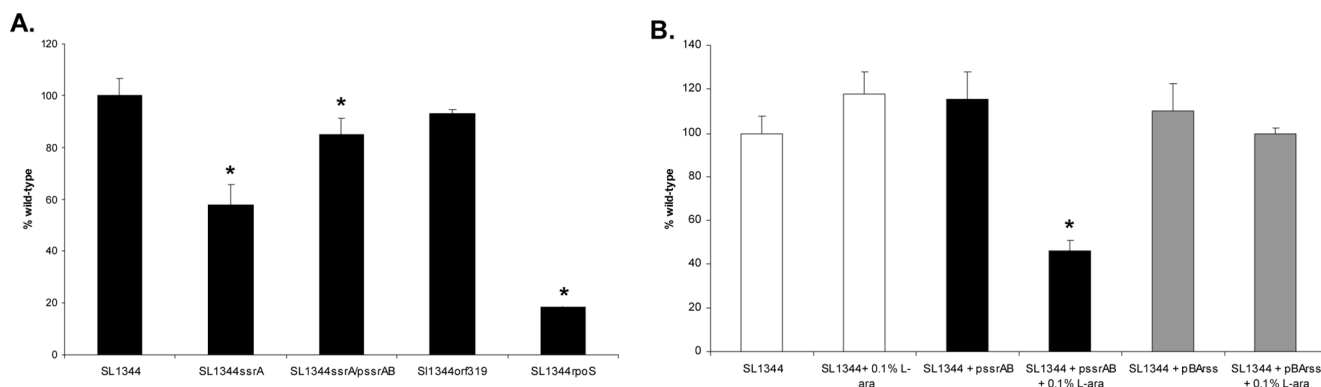 A.
120
100
80
60
40
20
0
% wild-type
*
*
*
SL1344
SL1344ssrA
SL1344ssrA/pssrAB
Sl1344orf319
SL1344rpoS
B.
140
120
100
80
60
40
20
0
% wild-type
*
SL1344
SL1344+ 0.1% L-
ara
SL1344 + pssrAB
SL1344 + pssrAB
+ 0.1% L-ara
SL1344 + pBArss
SL1344 + pBArss
+ 0.1% L-ara